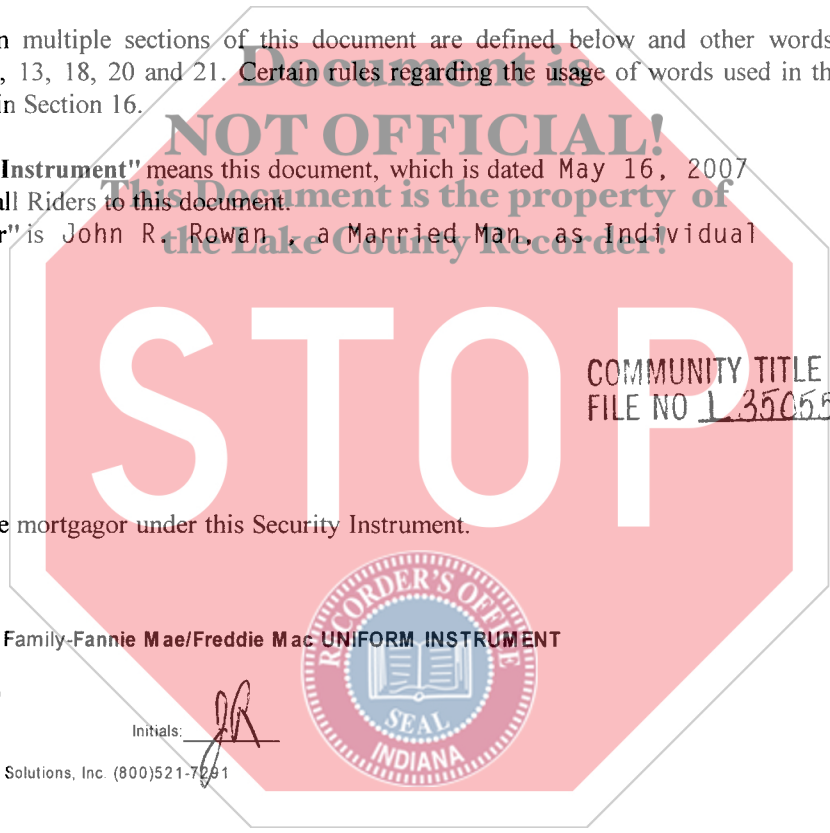 n multiple sections of this document are defined below and other words
, 13, 18, 20 and 21. Certain rules regarding the usage of words used in th
in Section 16.
Document is
NOT OFFICIAL!
This Document is the property of
the Lake County Recorder!
Instrument" means this document, which is dated May 16, 2007
all Riders to this document.
r" is John R. Rowan , a Married Man, as Individual
STOP
COMMUNITY TITLE
FILE NO L 35055
e mortgagor under this Security Instrument.
RECORDER'S OFFICE
SEAL
INDIANA
Family-Fannie Mae/Freddie Mac UNIFORM INSTRUMENT
Initials: JR
Solutions, Inc. (800)521-7291